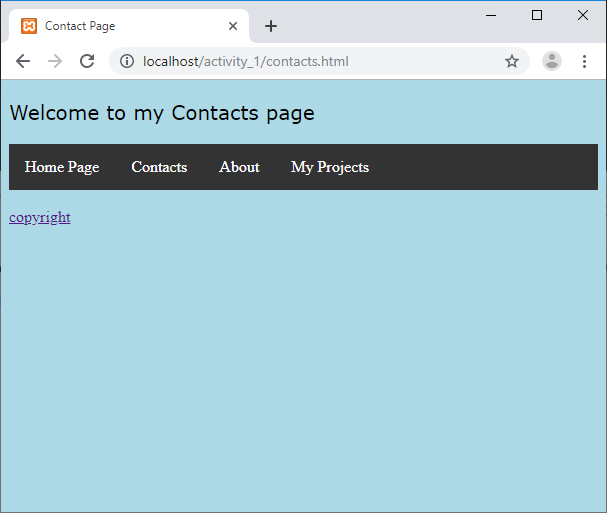 Contact Page
localhost/activity_1/contacts.html
Welcome to my Contacts page
Home Page Contacts About My Projects
copyright